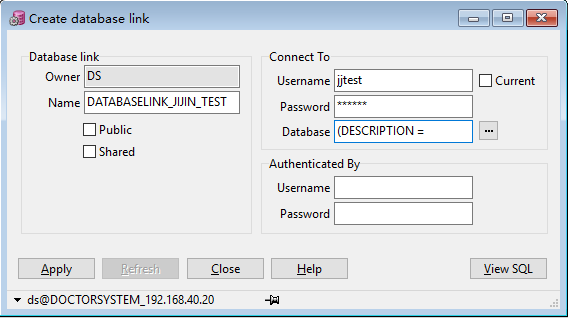 Create database link
Database link
Owner DS
Name DATABASELINK_JIJIN_TEST
Public
Shared
Connect To
Username jjtest Current
Password ******
Database (DESCRIPTION = ...
Authenticated By
Username
Password
Apply Refresh Close Help View SQL
ds@DOCTORSYSTEM_192.168.40.20